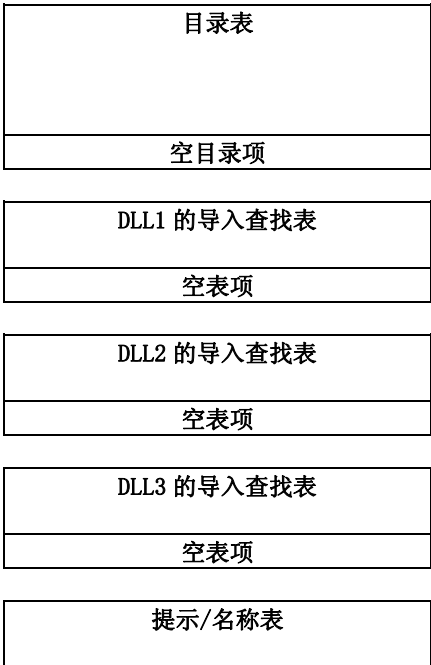 目录表
空目录项
DLL1 的导入查找表
空表项
DLL2 的导入查找表
空表项
DLL3 的导入查找表
空表项
提示/名称表